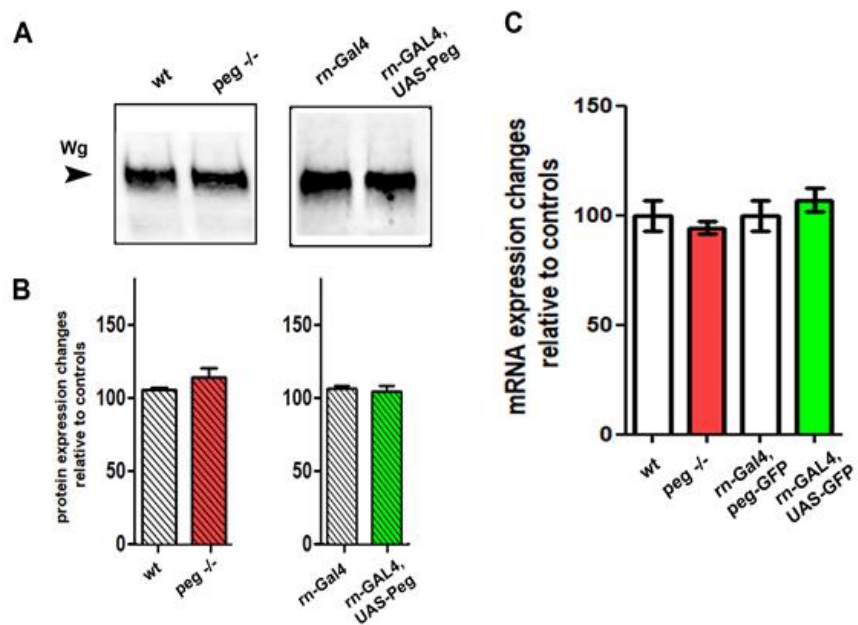 A
wt
peg -/-
rn-Gal4
rn-GAL4,
UAS-Peg
Wg
B
protein expression changes
relative to controls
150
100
50
0
wt
peg -/-
150
100
50
0
rn-Gal4
rn-GAL4,
UAS-Peg
C
mRNA expression changes
relative to controls
150
100
50
0
wt
peg -/-
rn-Gal4,
peg-GFP
rn-GAL4,
UAS-GFP